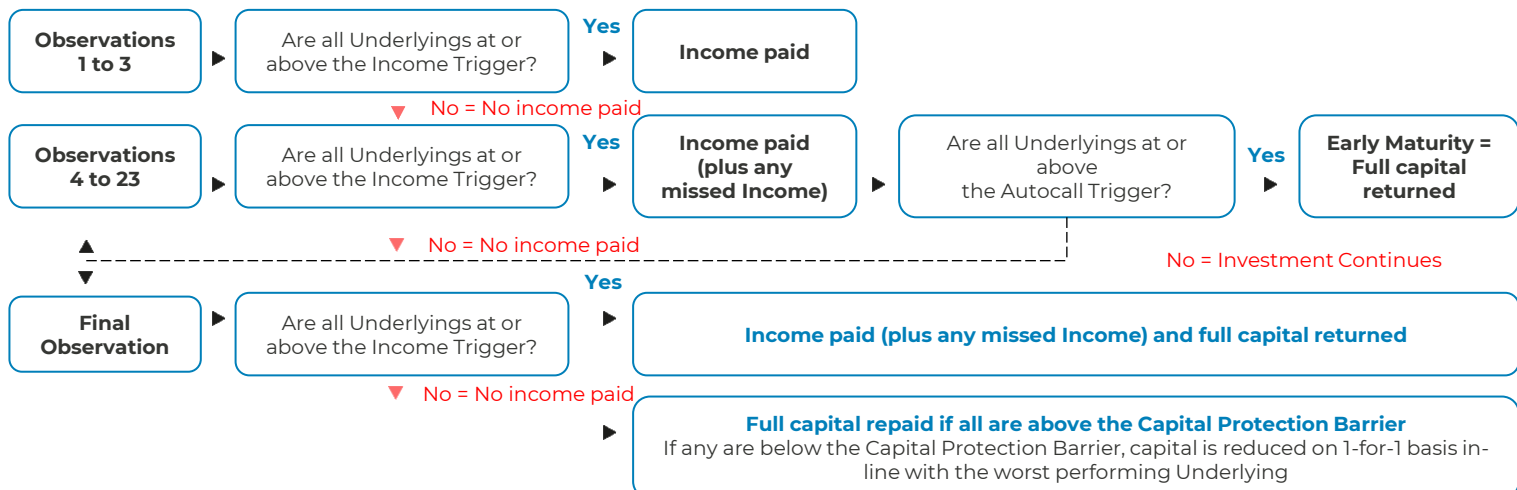 Observations
1 to 3
Are all Underlyings at or
above the Income Trigger?
Yes
Income paid
No = No income paid
Observations
4 to 23
Are all Underlyings at or
above the Income Trigger?
Yes
Income paid
(plus any
missed Income)
Are all Underlyings at or
above
the Autocall Trigger?
Yes
Early Maturity =
Full capital
returned
No = No income paid
No = Investment Continues
Final
Observation
Are all Underlyings at or
above the Income Trigger?
Yes
Income paid (plus any missed Income) and full capital returned
No = No income paid
Full capital repaid if all are above the Capital Protection Barrier
If any are below the Capital Protection Barrier, capital is reduced on 1-for-1 basis in-
line with the worst performing Underlying